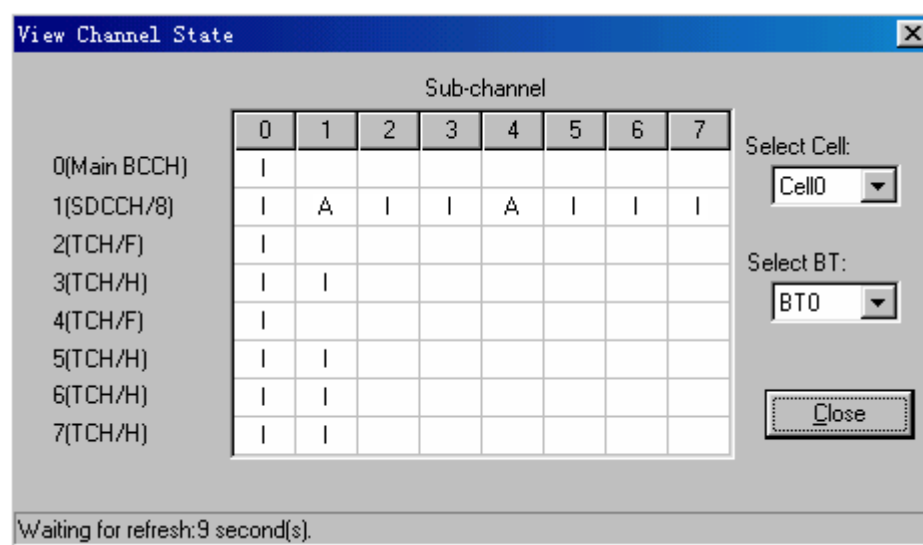 View Channel State
Sub-channel
0 1 2 3 4 5 6 7
0(Main BCCH) I
1(SDCCH/8) I A I I A I I I
2(TCH/F) I
3(TCH/H) I I
4(TCH/F) I
5(TCH/H) I I
6(TCH/H) I I
7(TCH/H) I I
Select Cell:
Cell0
Select BT:
BT0
Close
Waiting for refresh:9 second(s).